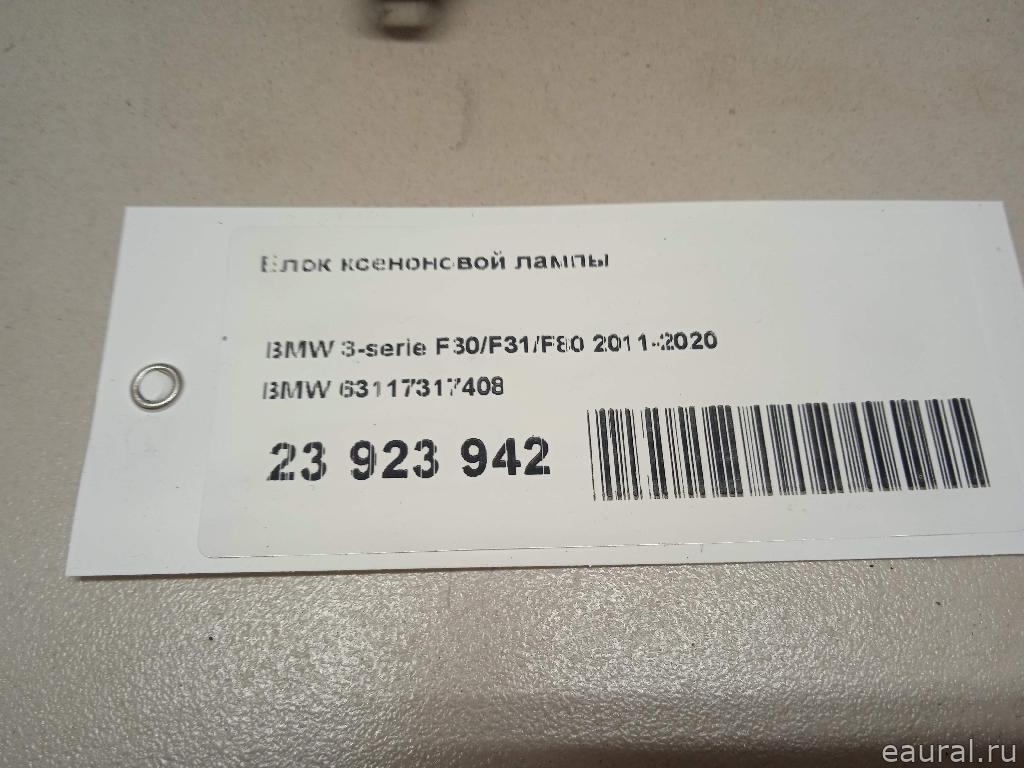 Блок ксеноновой лампы
BMW 3-serie F30/F31/F80 2011-2020
BMW 63117317408
23 923 942
eaural.ru